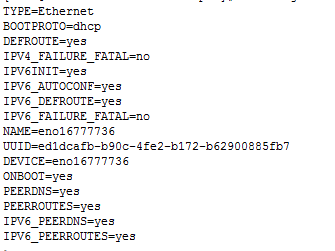 TYPE=Ethernet
BOOTPROTO=dhcp
DEFROUTE=yes
IPV4_FAILURE_FATAL=no
IPV6INIT=yes
IPV6_AUTOCONF=yes
IPV6_DEFROUTE=yes
IPV6_FAILURE_FATAL=no
NAME=eno16777736
UUID=ed1dcafb-b90c-4fe2-b172-b62900885fb7
DEVICE=eno16777736
ONBOOT=yes
PEERDNS=yes
PEERROUTES=yes
IPV6_PEERDNS=yes
IPV6_PEERROUTES=yes